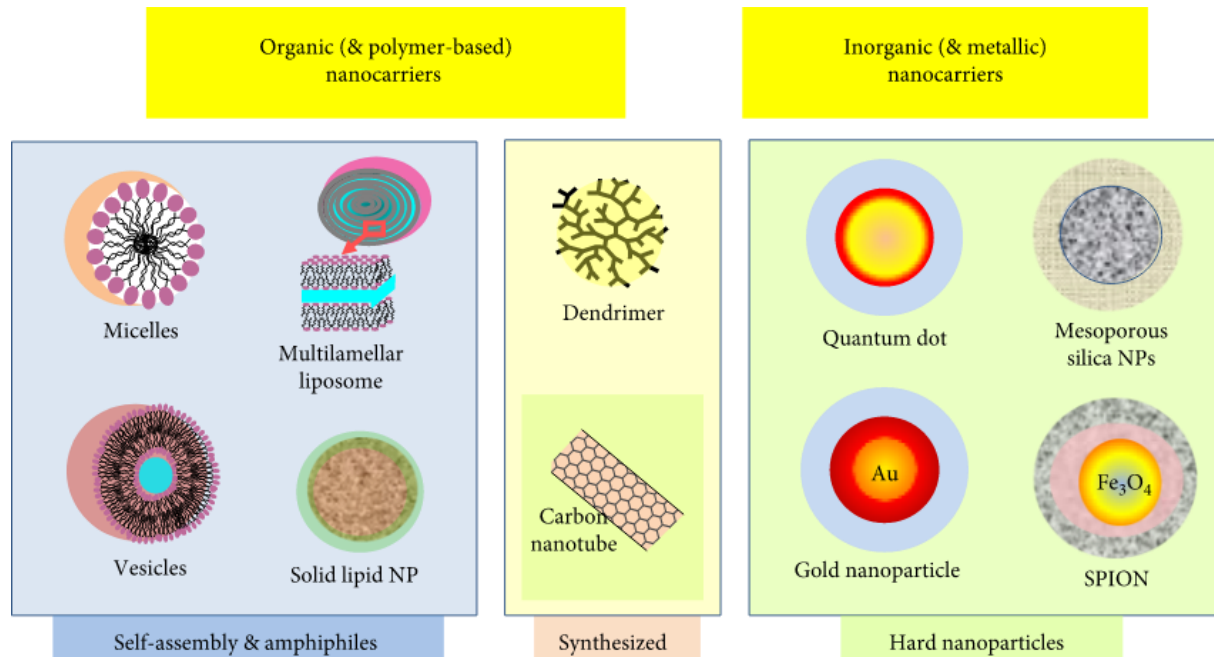 Organic (& polymer-based)
nanocarriers
Inorganic (& metallic)
nanocarriers
Micelles
Multilamellar
liposome
Vesicles
Solid lipid NP
Dendrimer
Carbon
nanotube
Quantum dot
Mesoporous
silica NPs
Au
Gold nanoparticle
Fe₃O₄
SPION
Self-assembly & amphiphiles
Synthesized
Hard nanoparticles